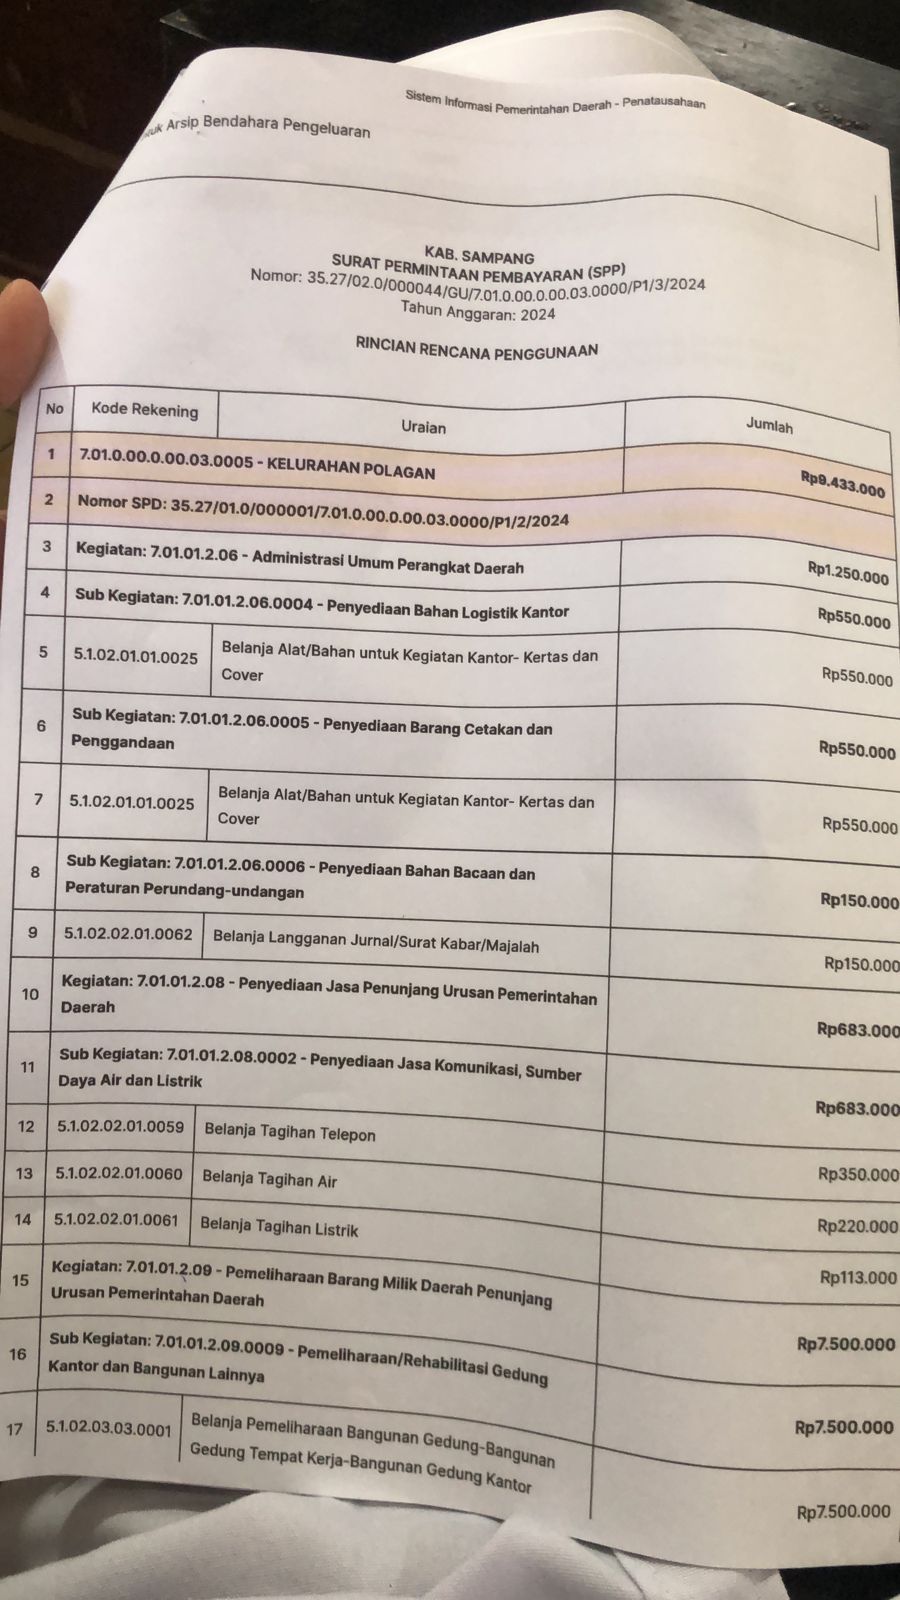 Sistem Informasi Pemerintahan Daerah - Penatausahaan
Arsip Bendahara Pengeluaran
KAB. SAMPANG
SURAT PERMINTAAN PEMBAYARAN (SPP)
Nomor: 35.27/02.0/000044/GU/7.01.0.00.0.00.03.0000/P1/3/2024
Tahun Anggaran: 2024
RINCIAN RENCANA PENGGUNAAN
No Kode Rekening Uraian Jumlah
1 7.01.0.00.0.00.03.0005 - KELURAHAN POLAGAN Rp9.433.000
2 Nomor SPD: 35.27/01.0/000001/7.01.0.00.0.00.03.0000/P1/2/2024
3 Kegiatan: 7.01.01.2.06 - Administrasi Umum Perangkat Daerah Rp1.250.000
4 Sub Kegiatan: 7.01.01.2.06.0004 - Penyediaan Bahan Logistik Kantor Rp550.000
5 5.1.02.01.01.0025 Belanja Alat/Bahan untuk Kegiatan Kantor- Kertas dan
Cover Rp550.000
6 Sub Kegiatan: 7.01.01.2.06.0005 - Penyediaan Barang Cetakan dan
Penggandaan Rp550.000
7 5.1.02.01.01.0025 Belanja Alat/Bahan untuk Kegiatan Kantor- Kertas dan
Cover Rp550.000
8 Sub Kegiatan: 7.01.01.2.06.0006 - Penyediaan Bahan Bacaan dan
Peraturan Perundang-undangan Rp150.000
9 5.1.02.02.01.0062 Belanja Langganan Jurnal/Surat Kabar/Majalah Rp150.000
10 Kegiatan: 7.01.01.2.08 - Penyediaan Jasa Penunjang Urusan Pemerintahan
Daerah Rp683.000
11 Sub Kegiatan: 7.01.01.2.08.0002 - Penyediaan Jasa Komunikasi, Sumber
Daya Air dan Listrik Rp683.000
12 5.1.02.02.01.0059 Belanja Tagihan Telepon Rp350.000
13 5.1.02.02.01.0060 Belanja Tagihan Air Rp220.000
14 5.1.02.02.01.0061 Belanja Tagihan Listrik Rp113.000
15 Kegiatan: 7.01.01.2.09 - Pemeliharaan Barang Milik Daerah Penunjang
Urusan Pemerintahan Daerah Rp7.500.000
16 Sub Kegiatan: 7.01.01.2.09.0009 - Pemeliharaan/Rehabilitasi Gedung
Kantor dan Bangunan Lainnya Rp7.500.000
17 5.1.02.03.03.0001 Belanja Pemeliharaan Bangunan Gedung-Bangunan
Gedung Tempat Kerja-Bangunan Gedung Kantor Rp7.500.000